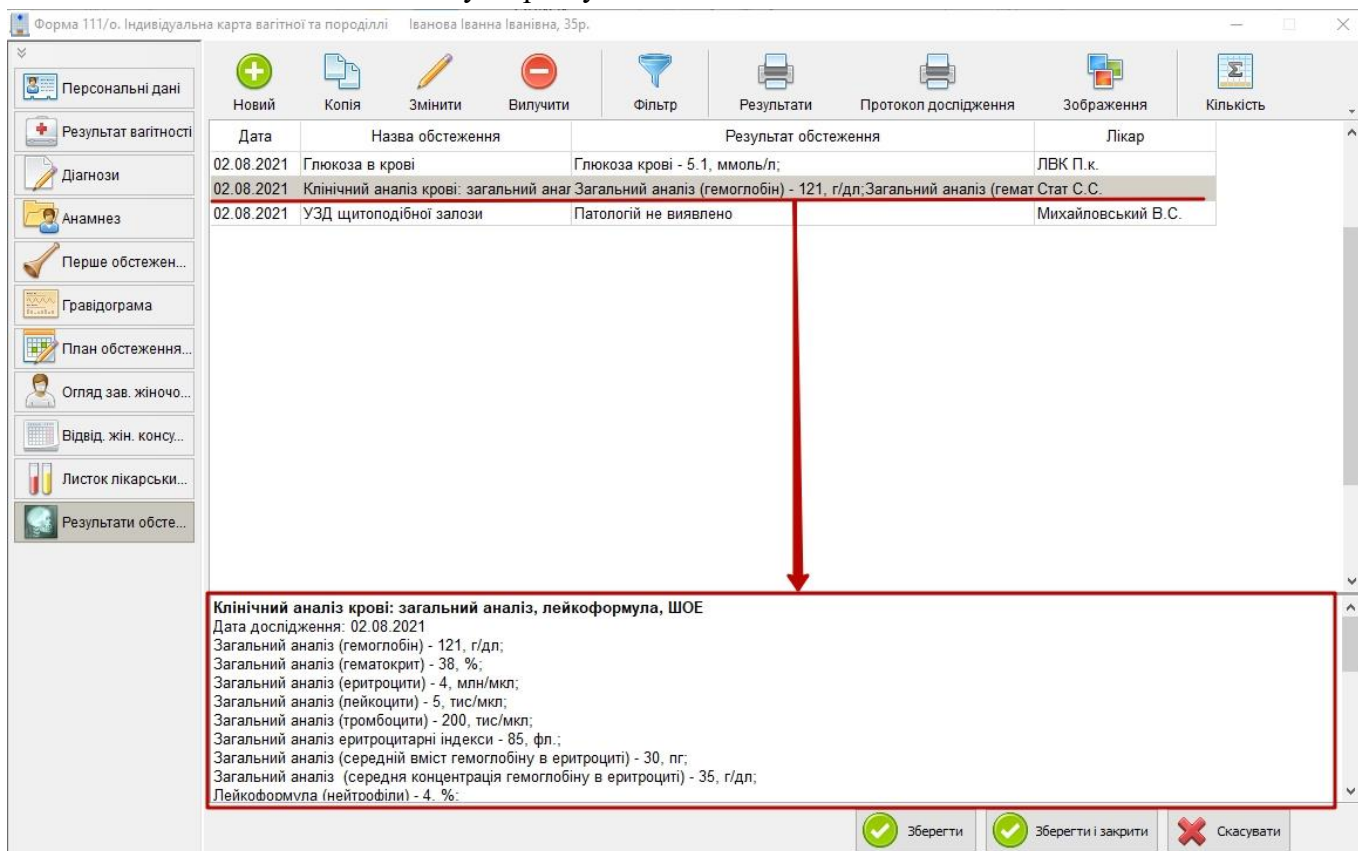 Форма 111/о. Індивідуальна карта вагітної та породіллі Іванова Іванна Іванівна, 35р.
Персональні дані
Результат вагітності
Діагнози
Анамнез
Перше обстежен...
Гравідограма
План обстеження...
Огляд зав. жіночо...
Відвід. жін. консу...
Листок лікарськи...
Результати обсте...
Новий Копія Змінити Вилучити Фільтр Результати Протокол дослідження Зображення Кількість
Дата Назва обстеження Результат обстеження Лікар
02.08.2021 Глюкоза в крові Глюкоза крові - 5.1, ммоль/л; ЛВК П.к.
02.08.2021 Клінічний аналіз крові: загальний анал Загальний аналіз (гемоглобін) - 121, г/дл;Загальний аналіз (гемат Стат С.С.
02.08.2021 УЗД щитоподібної залози Патологій не виявлено Михайловський В.С.
Клінічний аналіз крові: загальний аналіз, лейкоформула, ШОЕ
Дата дослідження: 02.08.2021
Загальний аналіз (гемоглобін) - 121, г/дл;
Загальний аналіз (гематокрит) - 38, %;
Загальний аналіз (еритроцити) - 4, млн/мкл;
Загальний аналіз (лейкоцити) - 5, тис/мкл;
Загальний аналіз (тромбоцити) - 200, тис/мкл;
Загальний аналіз еритроцитарні індекси - 85, фл.;
Загальний аналіз (середній вміст гемоглобіну в еритроциті) - 30, пг;
Загальний аналіз (середня концентрація гемоглобіну в еритроциті) - 35, г/дл;
Лейкоформула (нейтрофіли) - 4, %;
Зберегти Зберегти і закрити Скасувати